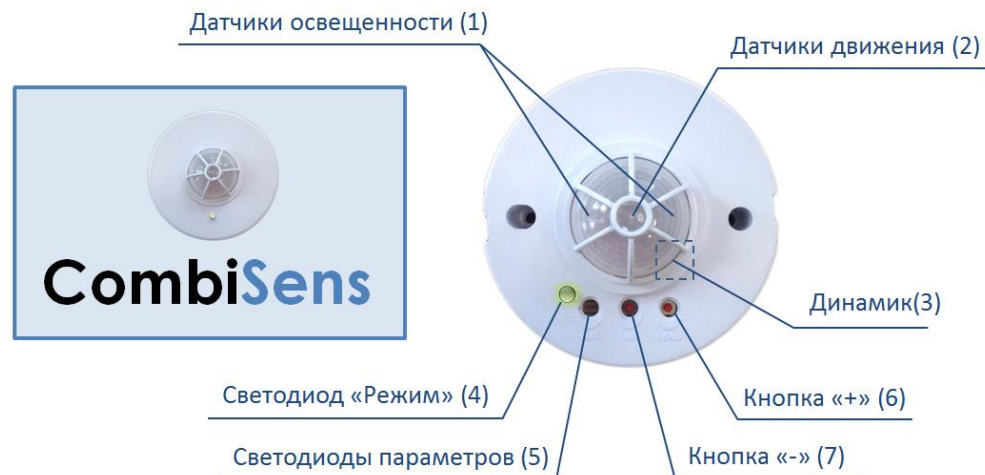 Датчики освещенности (1)
Датчики движения (2)
CombiSens
Динамик(3)
Светодиод «Режим» (4)
Кнопка «+» (6)
Светодиоды параметров (5)
Кнопка «-» (7)